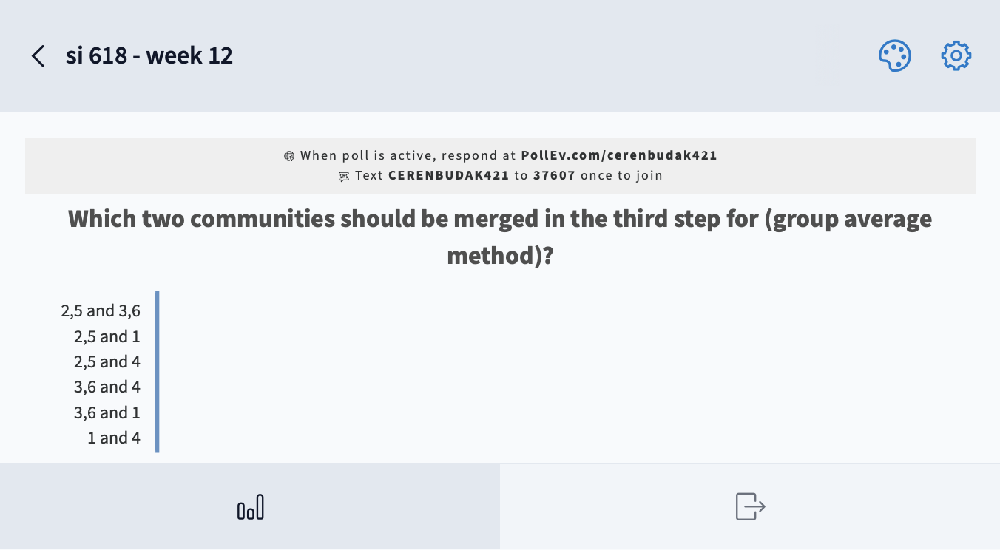 si 618 - week 12
When poll is active, respond at PollEv.com/cerenbudak421
Text CERENBUDAK421 to 37607 once to join
Which two communities should be merged in the third step for (group average
method)?
2,5 and 3,6
2,5 and 1
2,5 and 4
3,6 and 4
3,6 and 1
1 and 4